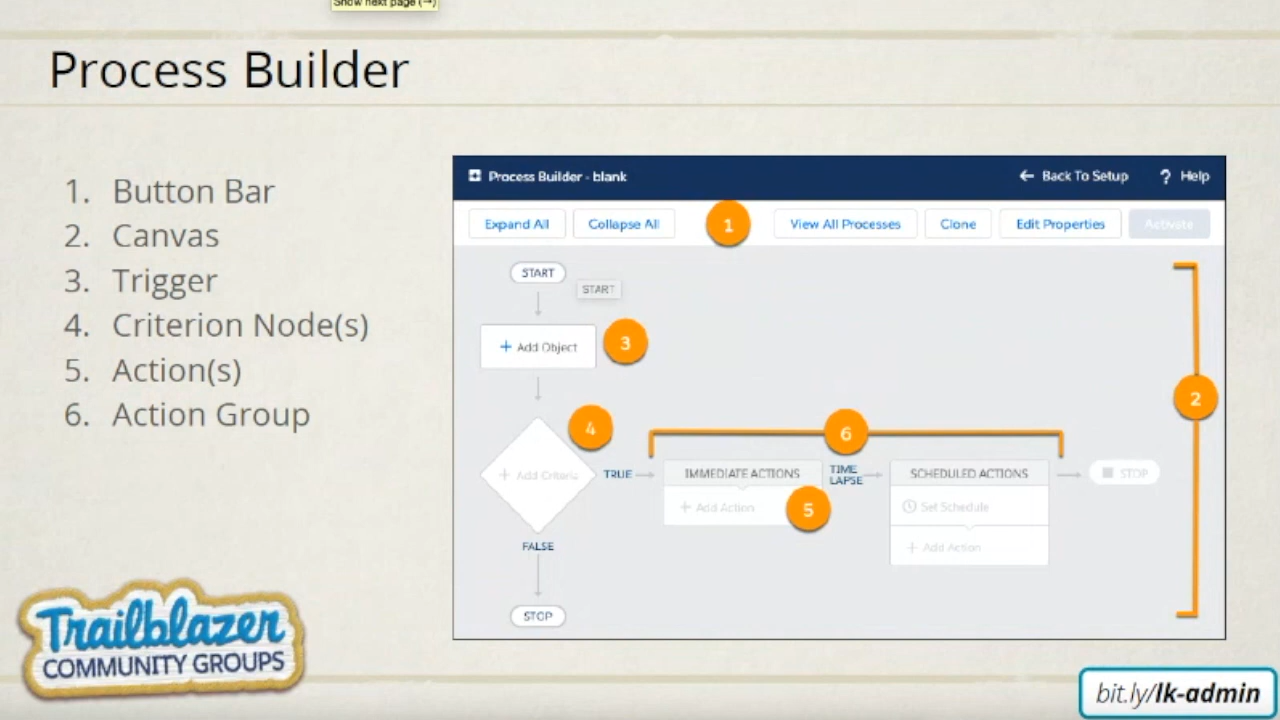 Show next page (→)
Process Builder
1. Button Bar
2. Canvas
3. Trigger
4. Criterion Node(s)
5. Action(s)
6. Action Group
Process Builder - blank
Back To Setup
? Help
Expand All
Collapse All
1
View All Processes
Clone
Edit Properties
Activate
START
START
+ Add Object
3
2
4
6
+ Add Criteria
TRUE
IMMEDIATE ACTIONS
TIME
LAPSE
SCHEDULED ACTIONS
STOP
+ Add Action
5
Set Schedule
+ Add Action
FALSE
STOP
Trailblazer
COMMUNITY GROUPS
bit.ly/lk-admin